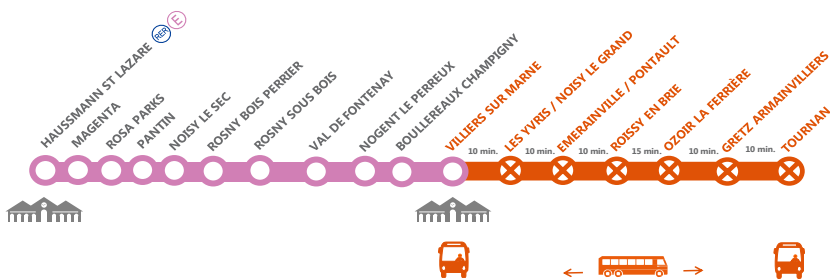 RER E
HAUSSMANN ST LAZARE
MAGENTA
ROSA PARKS
PANTIN
NOISY LE SEC
ROSNY BOIS PERRIER
ROSNY SOUS BOIS
VAL DE FONTENAY
NOGENT LE PERREUX
BOULLEREAUX CHAMPIGNY
VILLIERS SUR MARNE
LES YVRIS / NOISY LE GRAND
EMERAINVILLE / PONTAULT
ROISSY EN BRIE
OZOIR LA FERRIÈRE
GRETZ ARMAINVILLIERS
TOURNAN
10 min. 10 min. 10 min. 15 min. 10 min. 10 min.